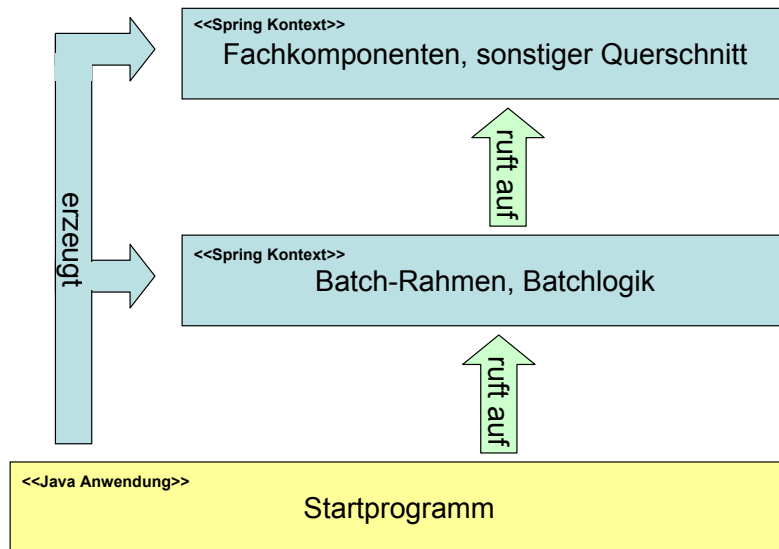 <<Spring Kontext>>
Fachkomponenten, sonstiger Querschnitt
ruft auf
erzeugt
<<Spring Kontext>>
Batch-Rahmen, Batchlogik
ruft auf
<<Java Anwendung>>
Startprogramm